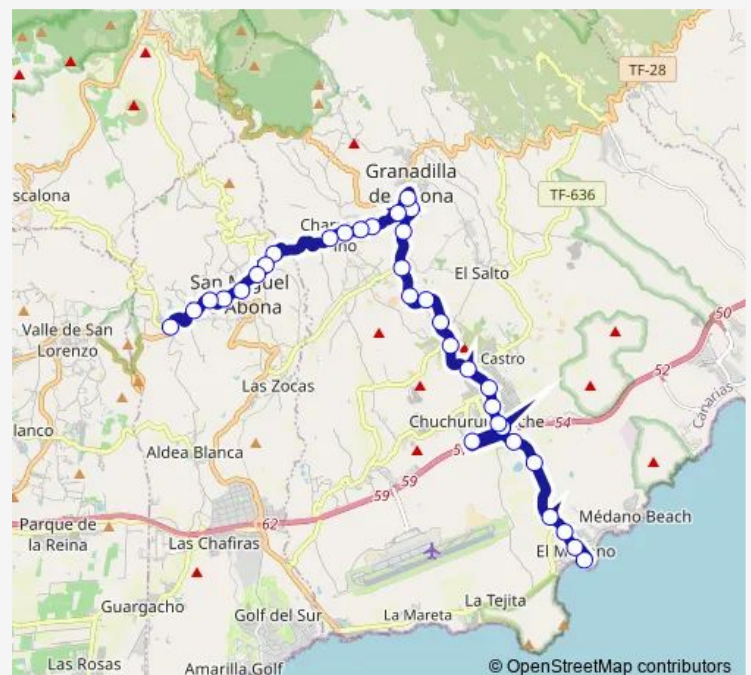 TF-28
Granadilla
de
ona
TF-636
scalona
Char
ino
El Salto
San Miguel
Abona
Valle de San
Lorenzo
50
Castro
52
Las Zocas
Canarias
Chuchurum
che
54
lanco
Aldea Blanca
59
59
Médano Beach
62
Parque de
la Reina
Las Chafiras
El M
no
La Tejita
Guargacho
Golf del Sur
La Mareta
Las Rosas
Amarilla Golf
© OpenStreetMap contributors